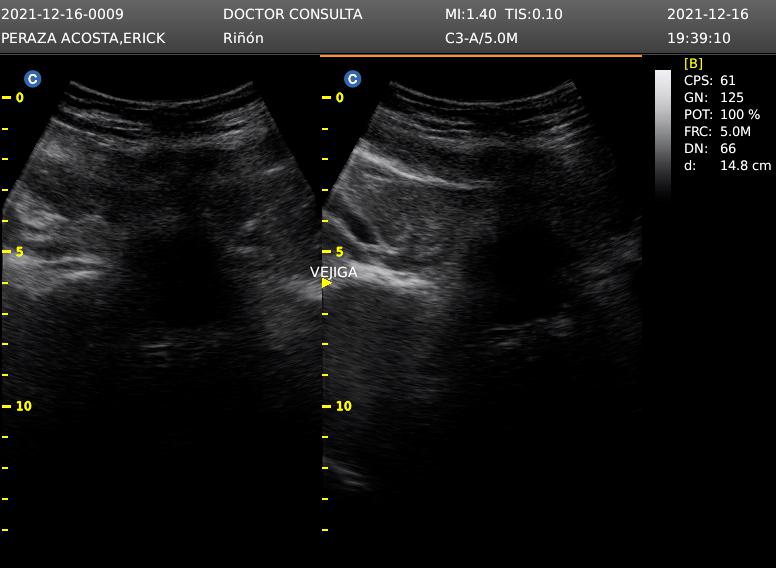 2021-12-16-0009 DOCTOR CONSULTA MI:1.40 TIS:0.10 2021-12-16
PERAZA ACOSTA,ERICK Riñón C3-A/5.0M 19:39:10
[B]
CPS: 61
GN: 125
POT: 100 %
FRC: 5.0M
DN: 66
d: 14.8 cm
C C
0 0
5 5
VEJIGA
10 10